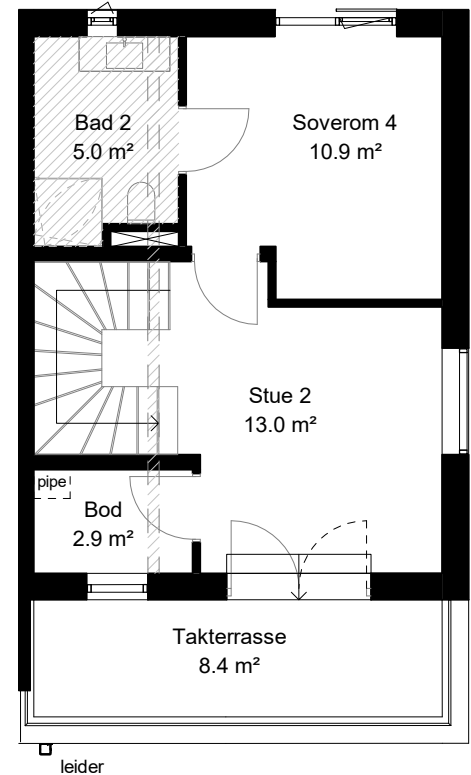 Bad 2
5.0 m²
Soverom 4
10.9 m²
Stue 2
13.0 m²
pipe
Bod
2.9 m²
Takterrasse
8.4 m²
leider